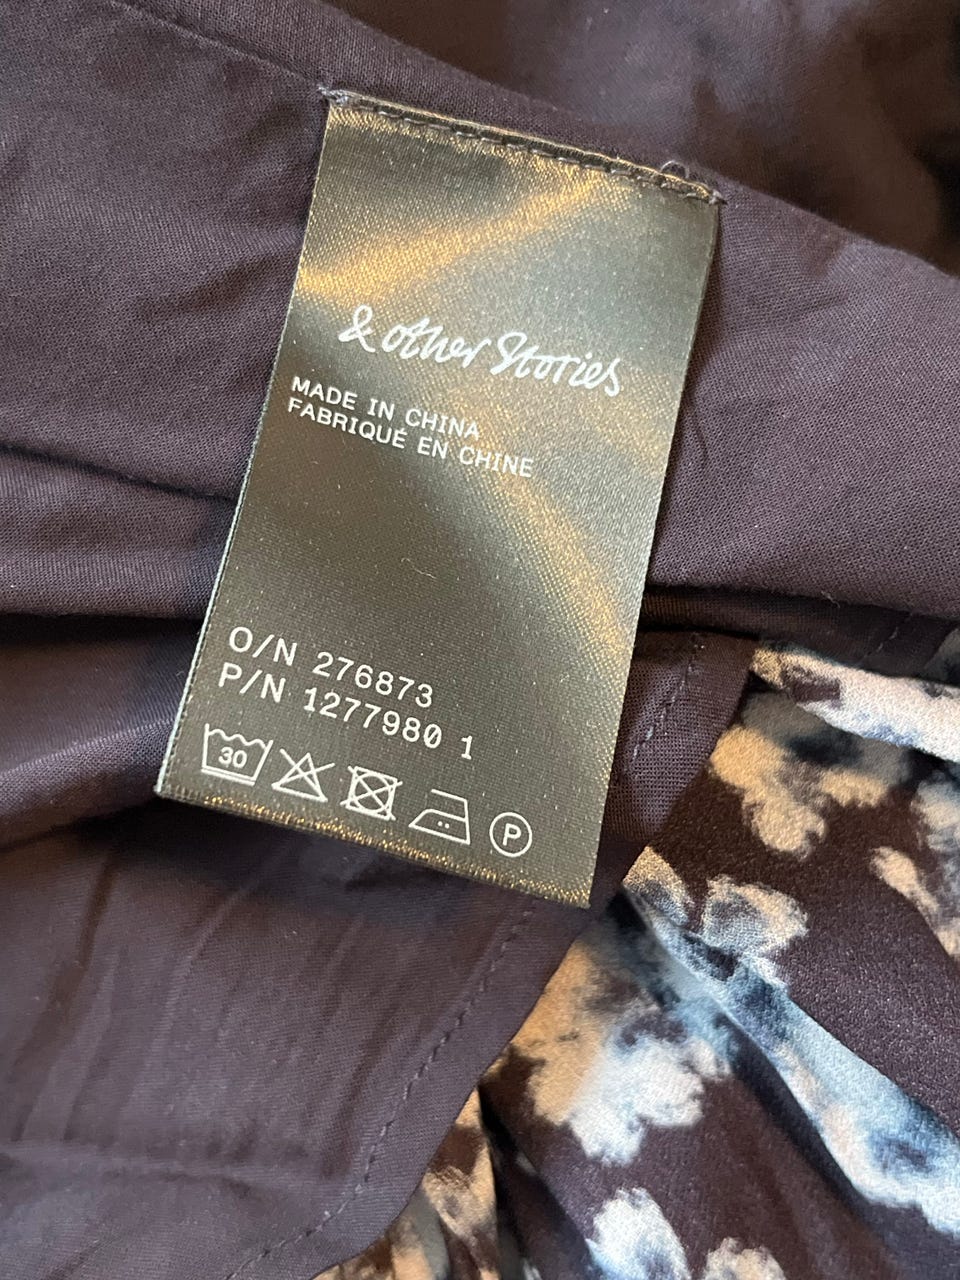 & other Stories
MADE IN CHINA
FABRIQUÉ EN CHINE
O/N 276873
P/N 1277980 1
30
P